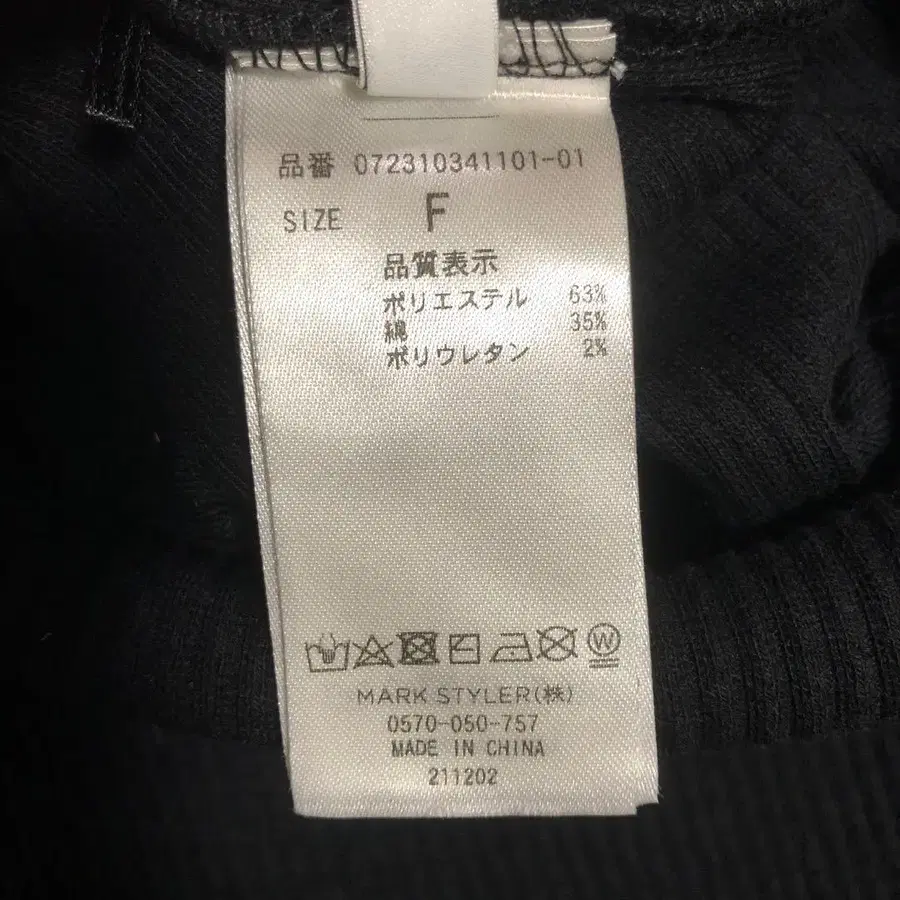 品番 072310341101-01
SIZE F
品質表示
ポリエステル 63%
綿 35%
ポリウレタン 2%
W
MARK STYLER(株)
0570-050-757
MADE IN CHINA
211202